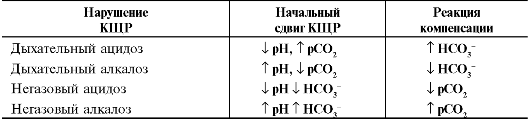 Нарушение КЩР | Начальный сдвиг КЩР | Реакция компенсации
Дыхательный ацидоз | ↓ pH, ↑ pCO₂ | ↑ HCO₃⁻
Дыхательный алкалоз | ↑ pH, ↓ pCO₂ | ↓ HCO₃⁻
Негазовый ацидоз | ↓ pH ↓ HCO₃⁻ | ↓ pCO₂
Негазовый алкалоз | ↑ pH ↑ HCO₃⁻ | ↑ pCO₂